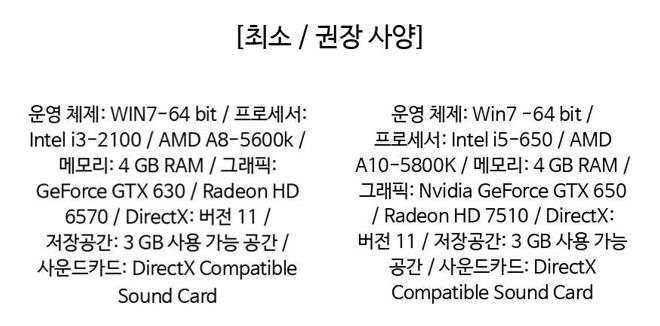 [최소 / 권장 사양]
운영 체제: WIN7-64 bit / 프로세서:
Intel i3-2100 / AMD A8-5600k /
메모리: 4 GB RAM / 그래픽:
GeForce GTX 630 / Radeon HD
6570 / DirectX: 버전 11 /
저장공간: 3 GB 사용 가능 공간 /
사운드카드: DirectX Compatible
Sound Card
운영 체제: Win7 -64 bit /
프로세서: Intel i5-650 / AMD
A10-5800K / 메모리: 4 GB RAM /
그래픽: Nvidia GeForce GTX 650
/ Radeon HD 7510 / DirectX:
버전 11 / 저장공간: 3 GB 사용 가능
공간 / 사운드카드: DirectX
Compatible Sound Card